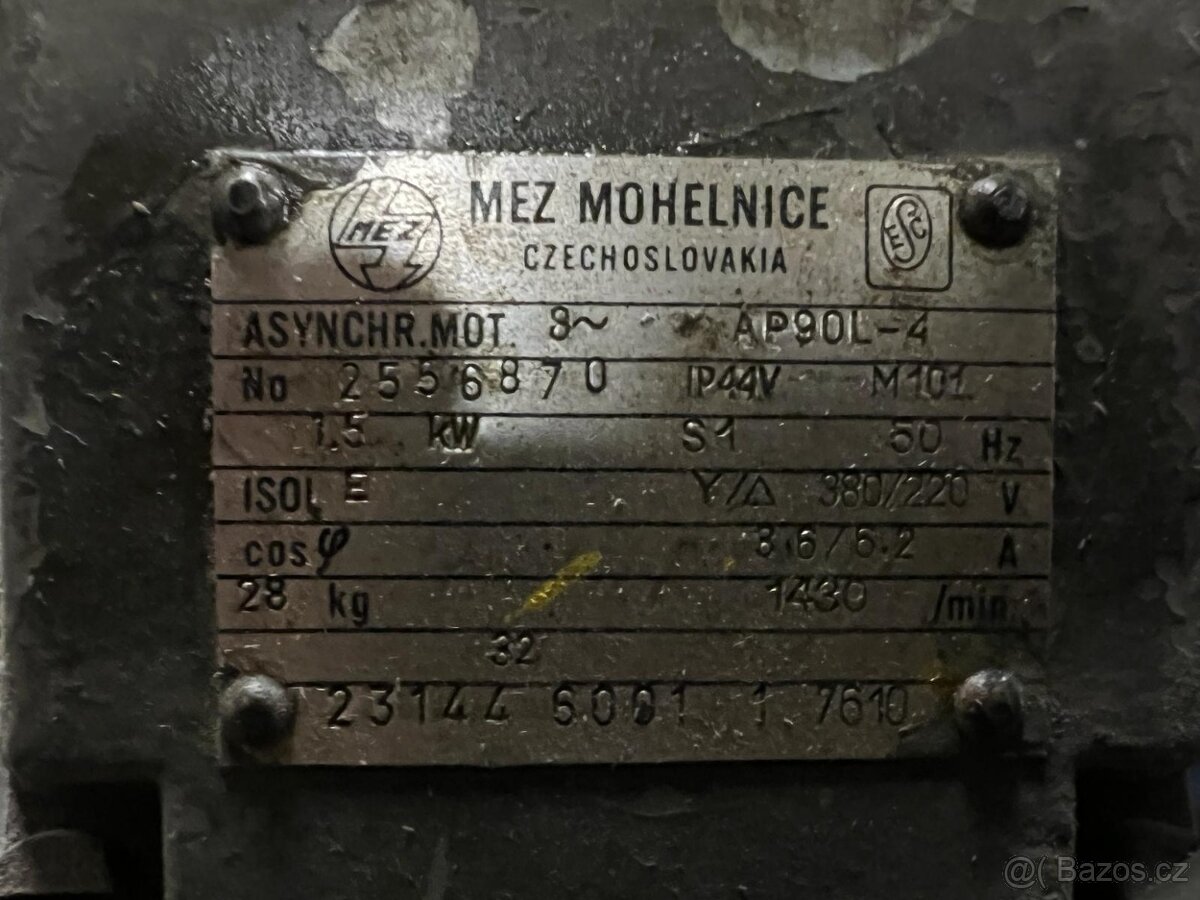 MEZ MEZ MOHELNICE ESČ
CZECHOSLOVAKIA
ASYNCHR.MOT. 3~ AP90L-4
No 2556870 IP44V M101
1.5 kW S1 50 Hz
ISOL E Y/Δ 380/220 V
cos φ 3.6/6.2 A
28 kg 1430 /min.
32
23144 6001 1 7610
@( Bazos.cz